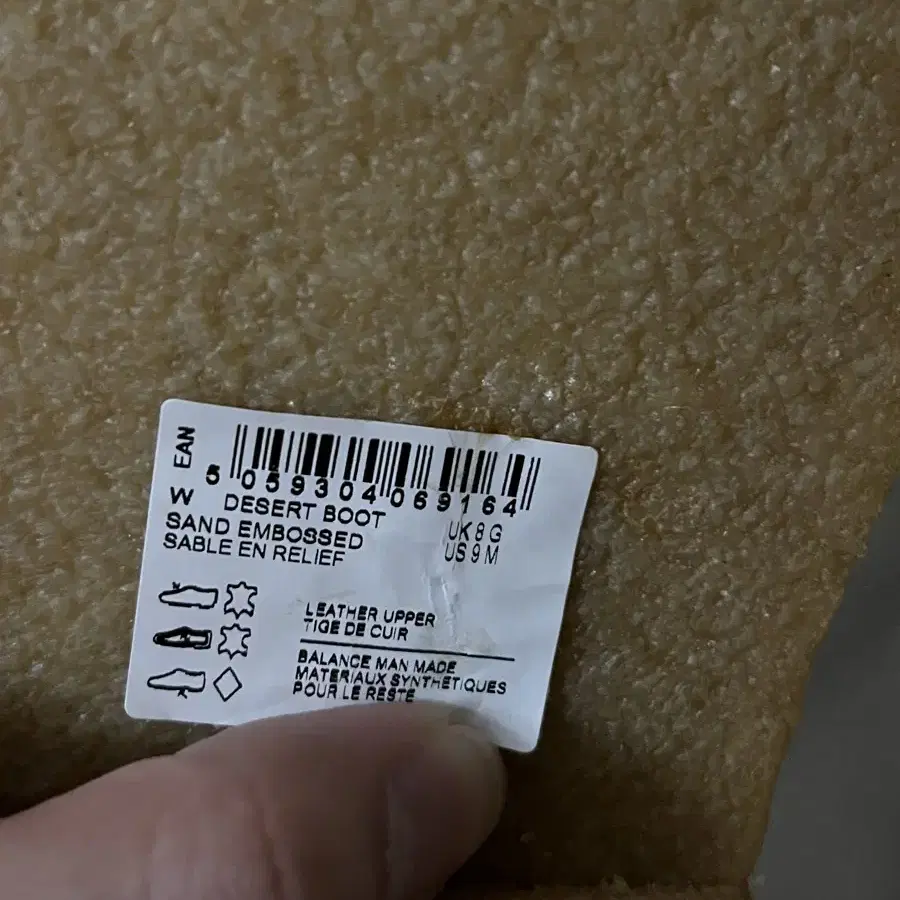 EAN
5 059304 069164
W DESERT BOOT
SAND EMBOSSED UK 8 G
SABLE EN RELIEF US 9 M
LEATHER UPPER
TIGE DE CUIR
BALANCE MAN MADE
MATERIAUX SYNTHETIQUES
POUR LE RESTE